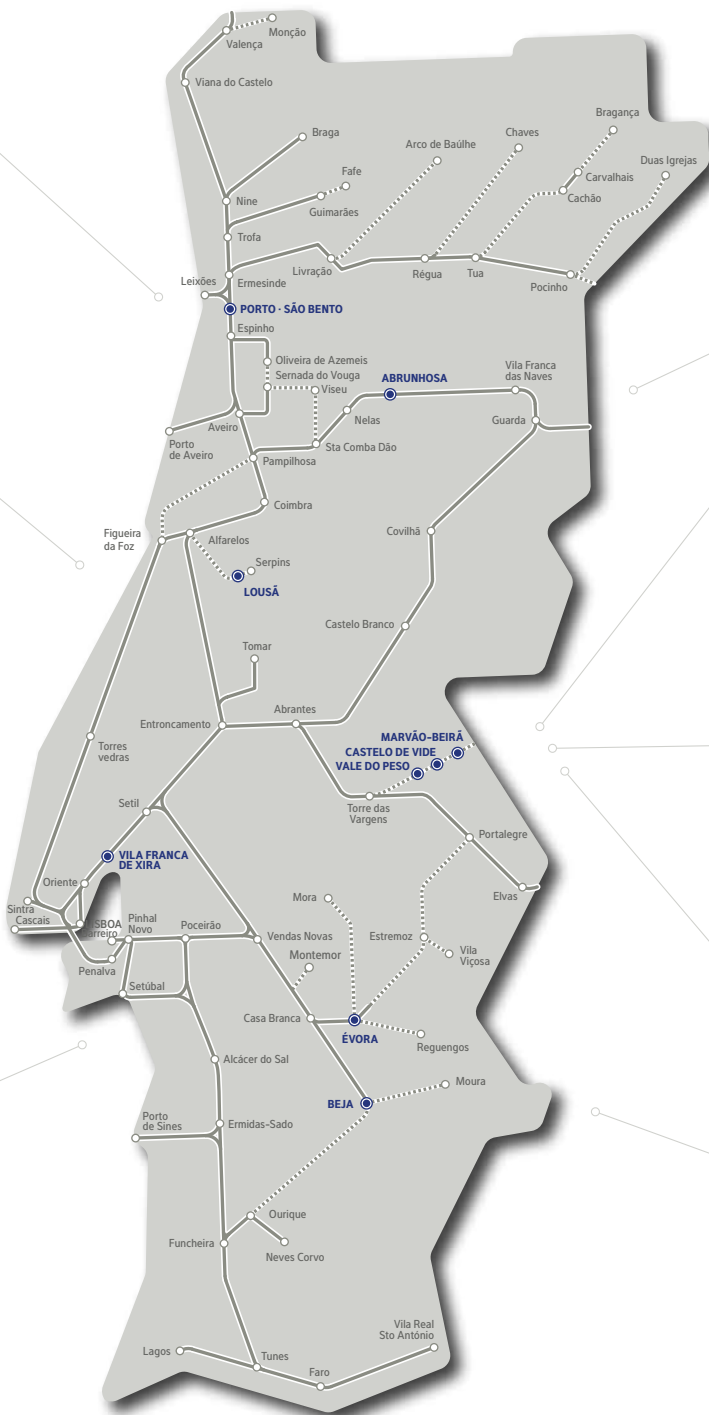 Monção
Valença
Viana do Castelo
Braga
Bragança
Chaves
Arco de Baúlhe
Duas Igrejas
Fafe
Carvalhais
Cachão
Nine
Guimarães
Trofa
Livração
Régua
Tua
Leixões
Ermesinde
Pocinho
PORTO · SÃO BENTO
Espinho
Oliveira de Azemeis
Sernada do Vouga
Viseu
ABRUNHOSA
Vila Franca
das Naves
Nelas
Guarda
Aveiro
Porto
de Aveiro
Sta Comba Dão
Pampilhosa
Coimbra
Figueira
da Foz
Alfarelos
Covilhã
Serpins
LOUSÃ
Castelo Branco
Tomar
Abrantes
Entroncamento
MARVÃO-BEIRÃ
CASTELO DE VIDE
VALE DO PESO
Torres
vedras
Setil
Torre das
Vargens
Portalegre
VILA FRANCA
DE XIRA
Oriente
Elvas
Mora
Sintra
Cascais
LISBOA
Barreiro
Pinhal
Novo
Poceirão
Vendas Novas
Estremoz
Vila
Viçosa
Montemor
Penalva
Setúbal
Casa Branca
ÉVORA
Reguengos
Alcácer do Sal
Moura
BEJA
Porto
de Sines
Ermidas-Sado
Ourique
Funcheira
Neves Corvo
Vila Real
Sto António
Lagos
Tunes
Faro